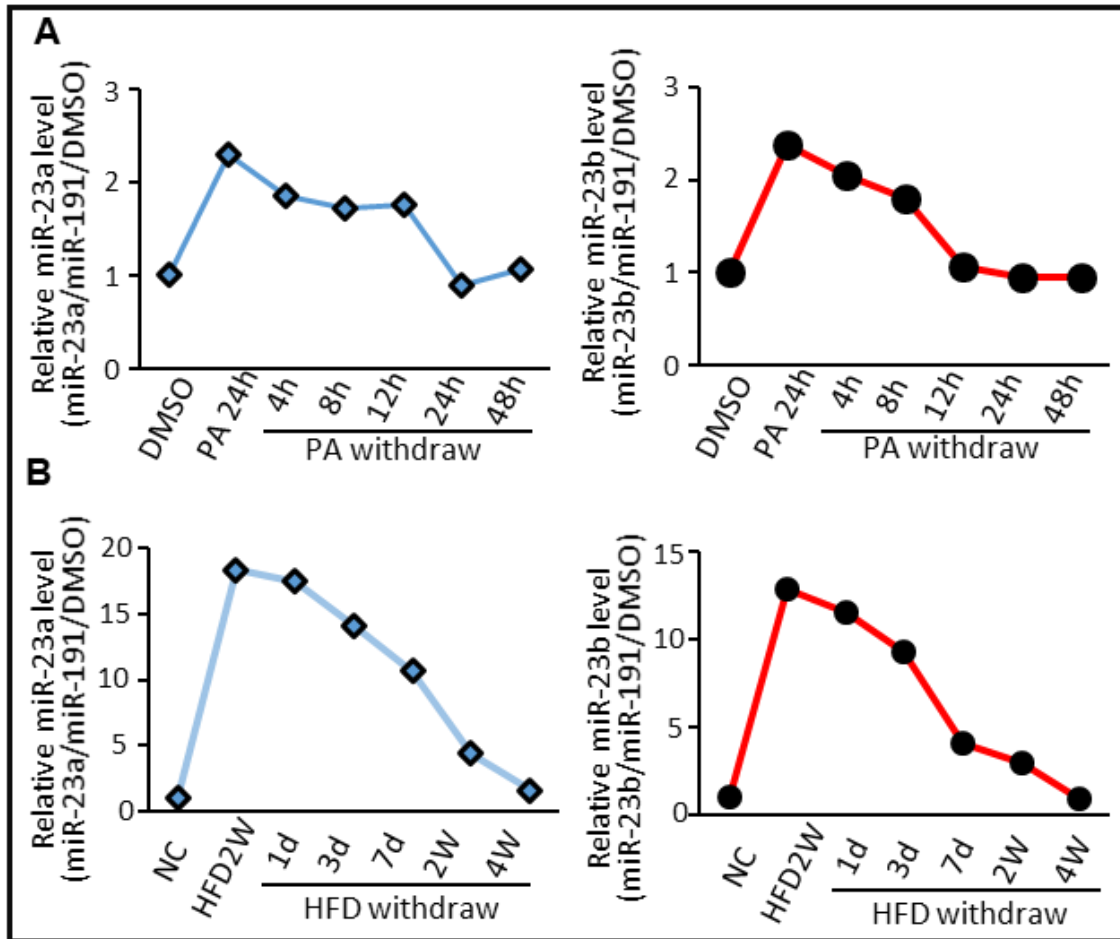 A
Relative miR-23a level
(miR-23a/miR-191/DMSO)
3
2
1
0
DMSO
PA 24h
4h
8h
12h
24h
48h
PA withdraw
Relative miR-23b level
(miR-23b/miR-191/DMSO)
3
2
1
0
DMSO
PA 24h
4h
8h
12h
24h
48h
PA withdraw
B
Relative miR-23a level
(miR-23a/miR-191/DMSO)
20
15
10
5
0
NC
HFD2W
1d
3d
7d
2W
4W
HFD withdraw
Relative miR-23b level
(miR-23b/miR-191/DMSO)
15
10
5
0
NC
HFD2W
1d
3d
7d
2W
4W
HFD withdraw